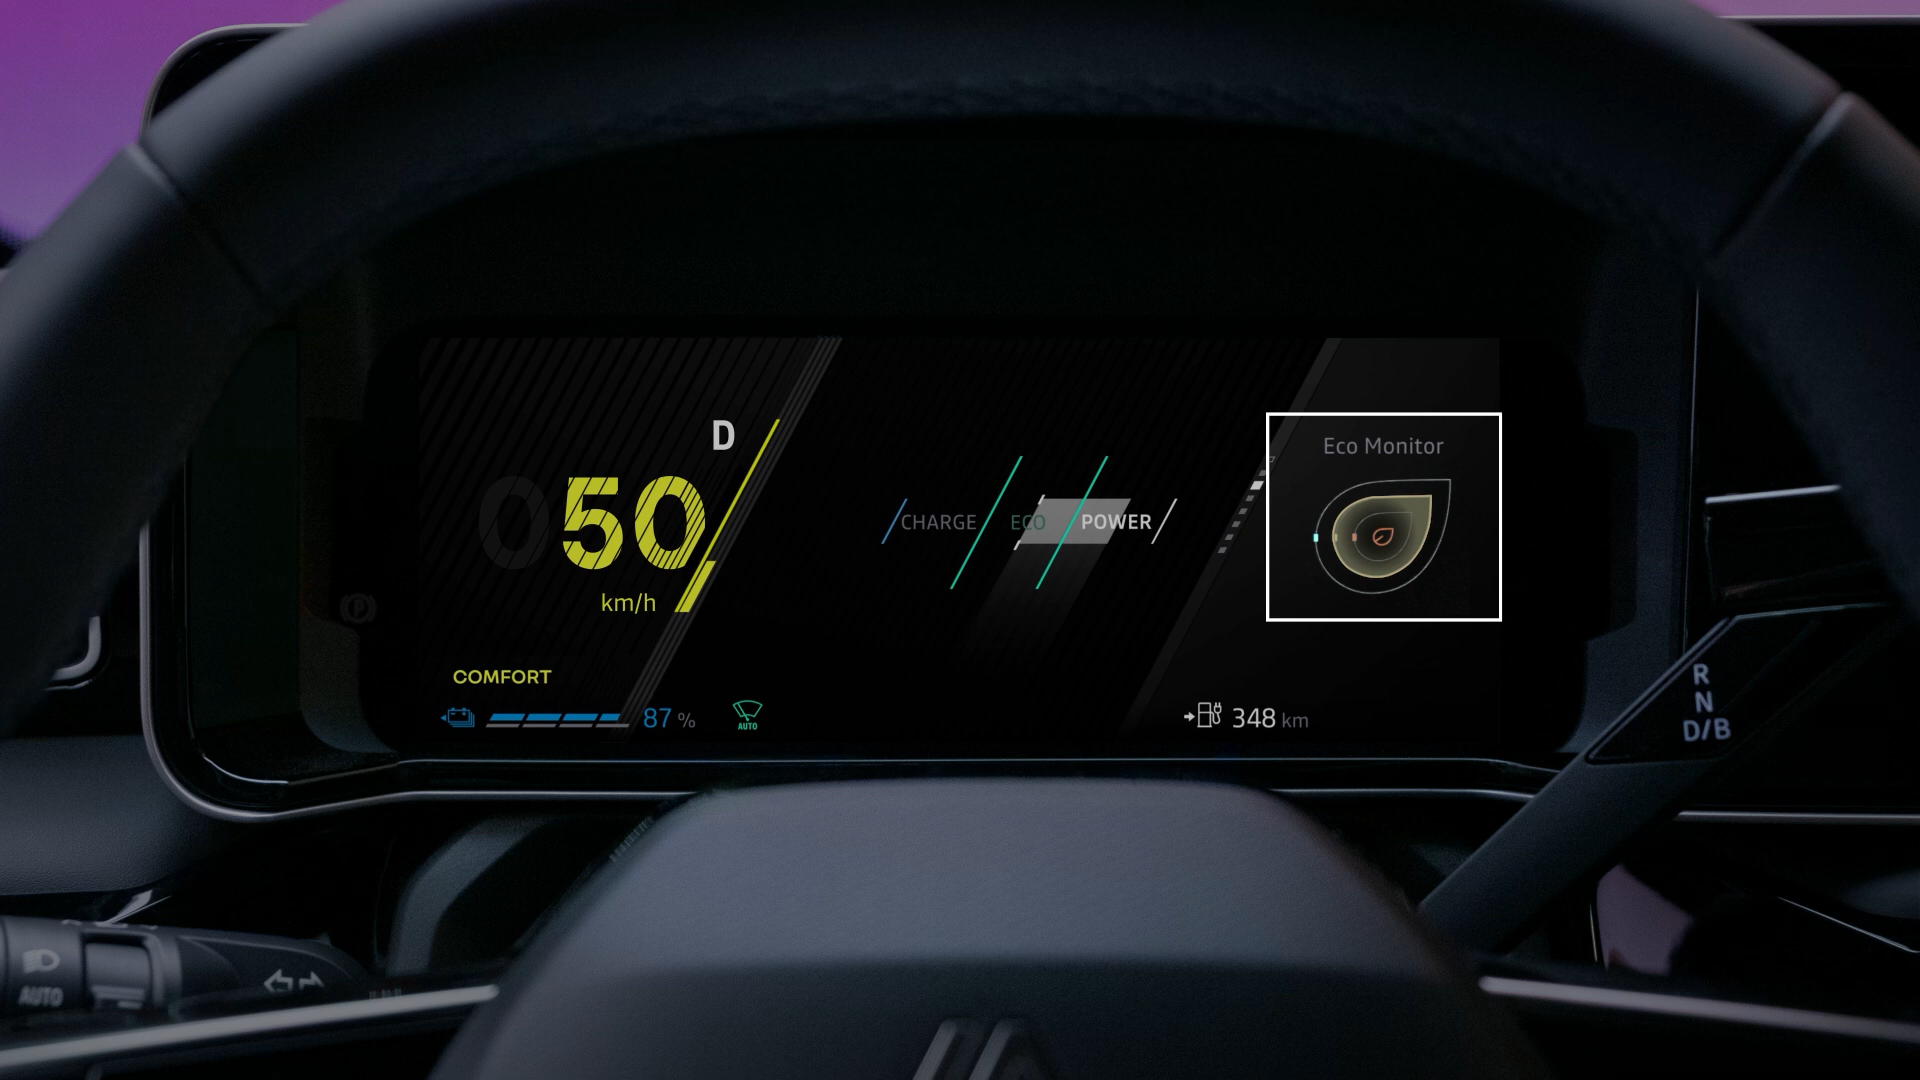 D
050
km/h
CHARGE ECO POWER
Eco Monitor
COMFORT
87 %
AUTO
348 km
P
R
N
D/B
AUTO